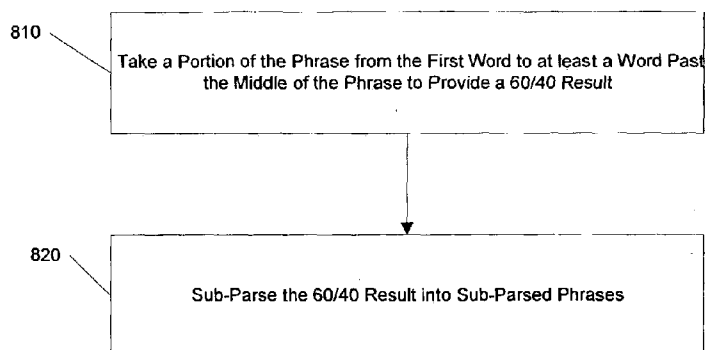 810
Take a Portion of the Phrase from the First Word to at least a Word Past
the Middle of the Phrase to Provide a 60/40 Result
820
Sub-Parse the 60/40 Result into Sub-Parsed Phrases